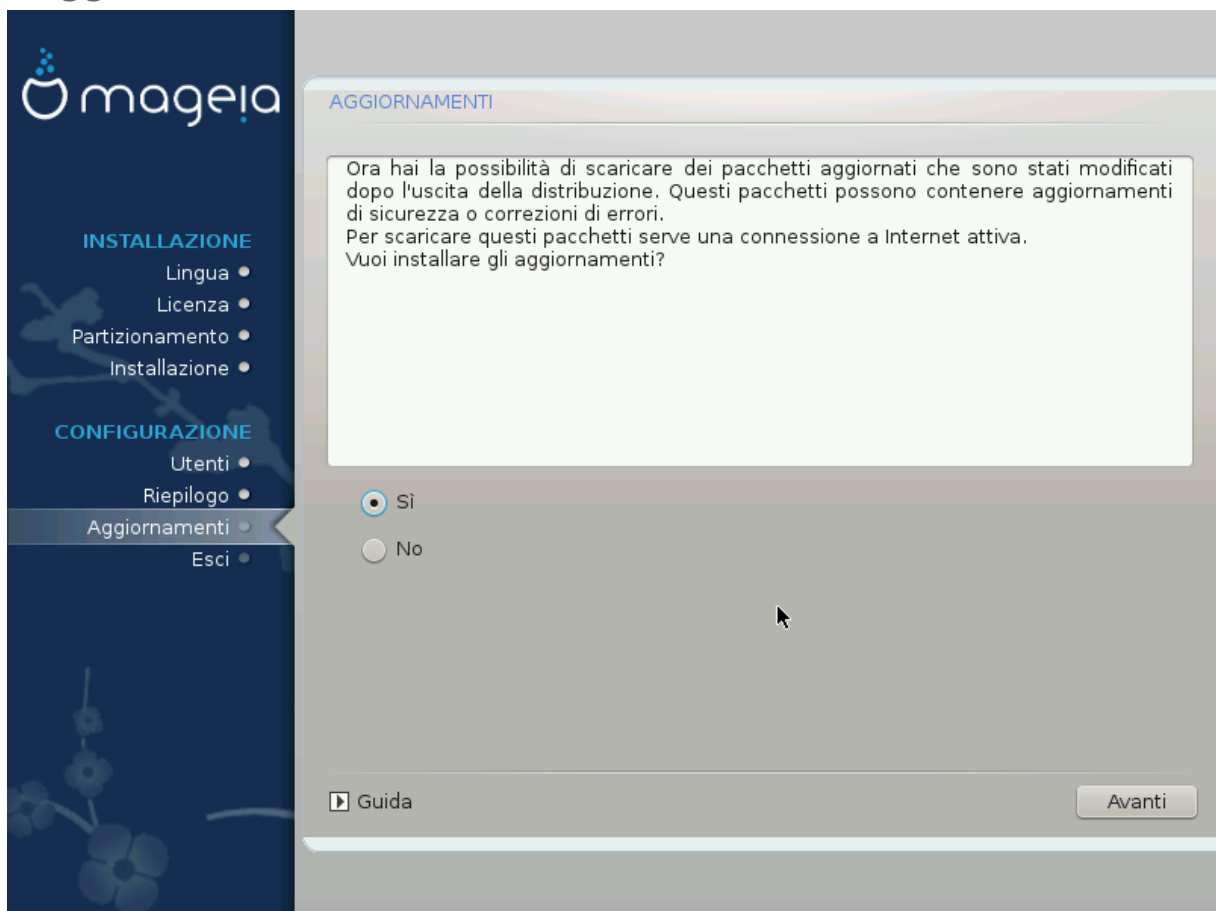 mageia
INSTALLAZIONE
Lingua
Licenza
Partizionamento
Installazione
CONFIGURAZIONE
Utenti
Riepilogo
Aggiornamenti
Esci
AGGIORNAMENTI
Ora hai la possibilità di scaricare dei pacchetti aggiornati che sono stati modificati
dopo l'uscita della distribuzione. Questi pacchetti possono contenere aggiornamenti
di sicurezza o correzioni di errori.
Per scaricare questi pacchetti serve una connessione a Internet attiva.
Vuoi installare gli aggiornamenti?
Sì
No
Guida
Avanti